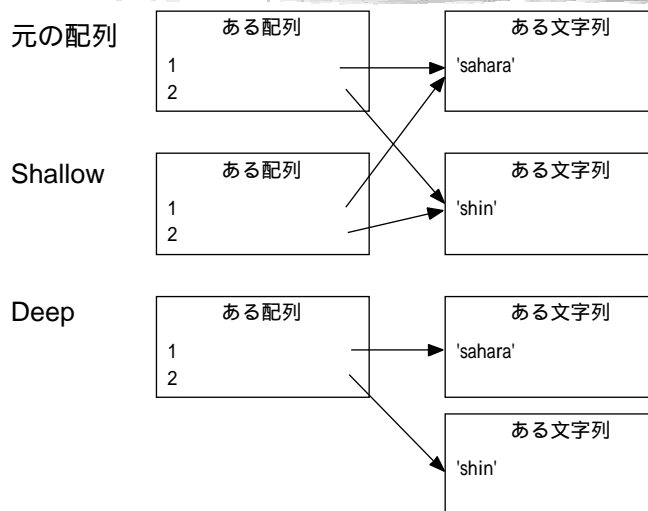 元の配列
ある配列
1
2
ある文字列
'sahara'
Shallow
ある配列
1
2
ある文字列
'shin'
Deep
ある配列
1
2
ある文字列
'sahara'
ある文字列
'shin'